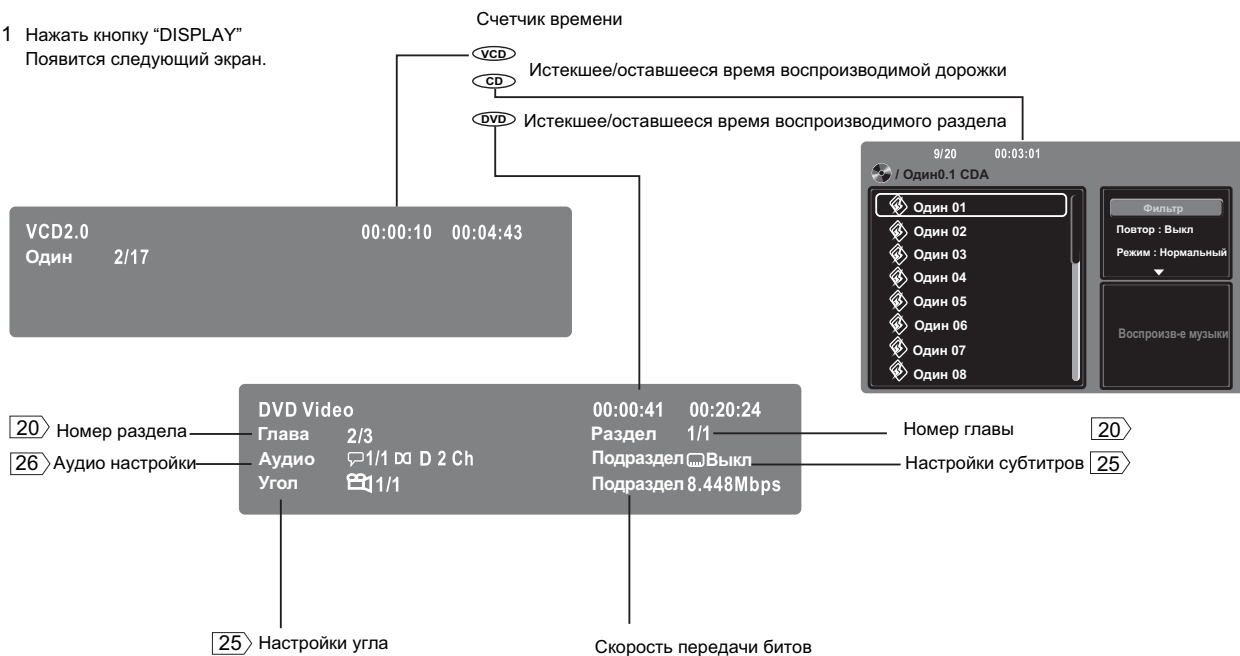 Счетчик времени
1 Нажать кнопку “DISPLAY”
Появится следующий экран.
VCD
CD
Истекшее/оставшееся время воспроизводимой дорожки
DVD Истекшее/оставшееся время воспроизводимого раздела
9/20 00:03:01
/ Один0.1 CDA
Один 01
Один 02
Один 03
Один 04
Один 05
Один 06
Один 07
Один 08
Фильтр
Повтор : Выкл
Режим : Нормальный
Воспроизв-е музыки
VCD2.0 00:00:10 00:04:43
Один 2/17
DVD Video 00:00:41 00:20:24
Глава 2/3 Раздел 1/1
Аудио 1/1 D 2 Ch Подраздел Выкл
Угол 1/1 Подраздел 8.448Mbps
20 Номер раздела
26 Аудио настройки
Номер главы 20
Настройки субтитров 25
25 Настройки угла
Скорость передачи битов